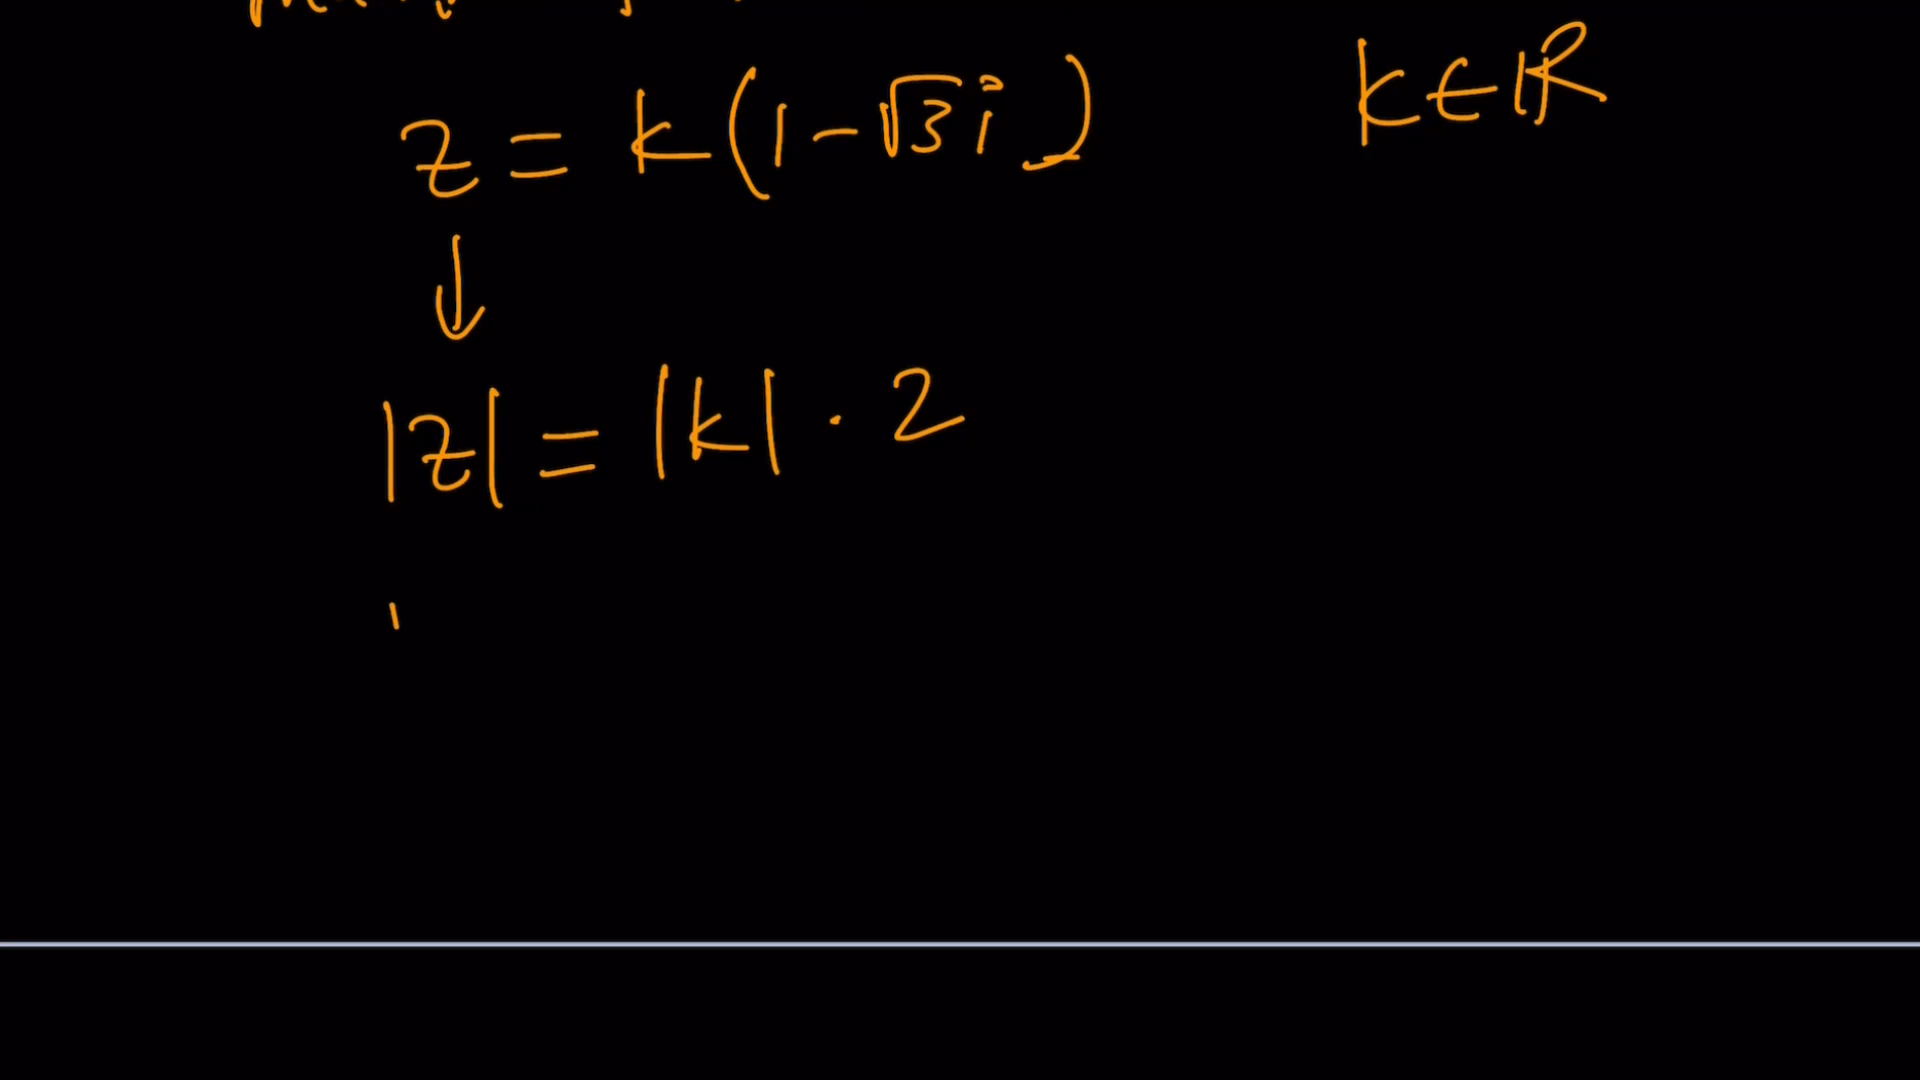 z = k(1-√3i) k∈ℝ
↓
|z| = |k| · 2